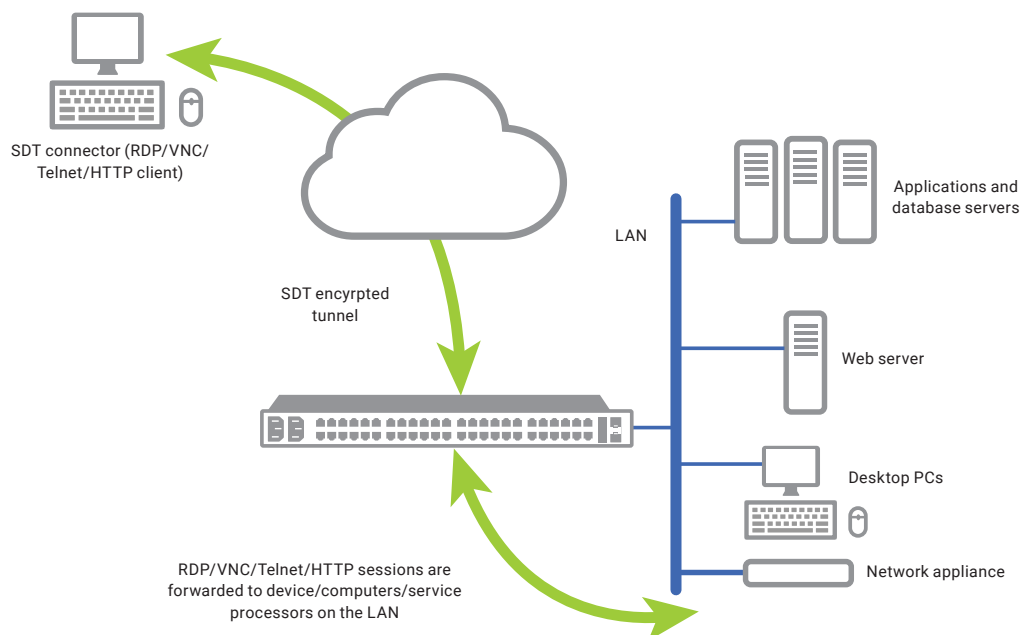 SDT connector (RDP/VNC/
Telnet/HTTP client)
Applications and
database servers
LAN
SDT encyrpted
tunnel
Web server
Desktop PCs
RDP/VNC/Telnet/HTTP sessions are
forwarded to device/computers/service
processors on the LAN
Network appliance